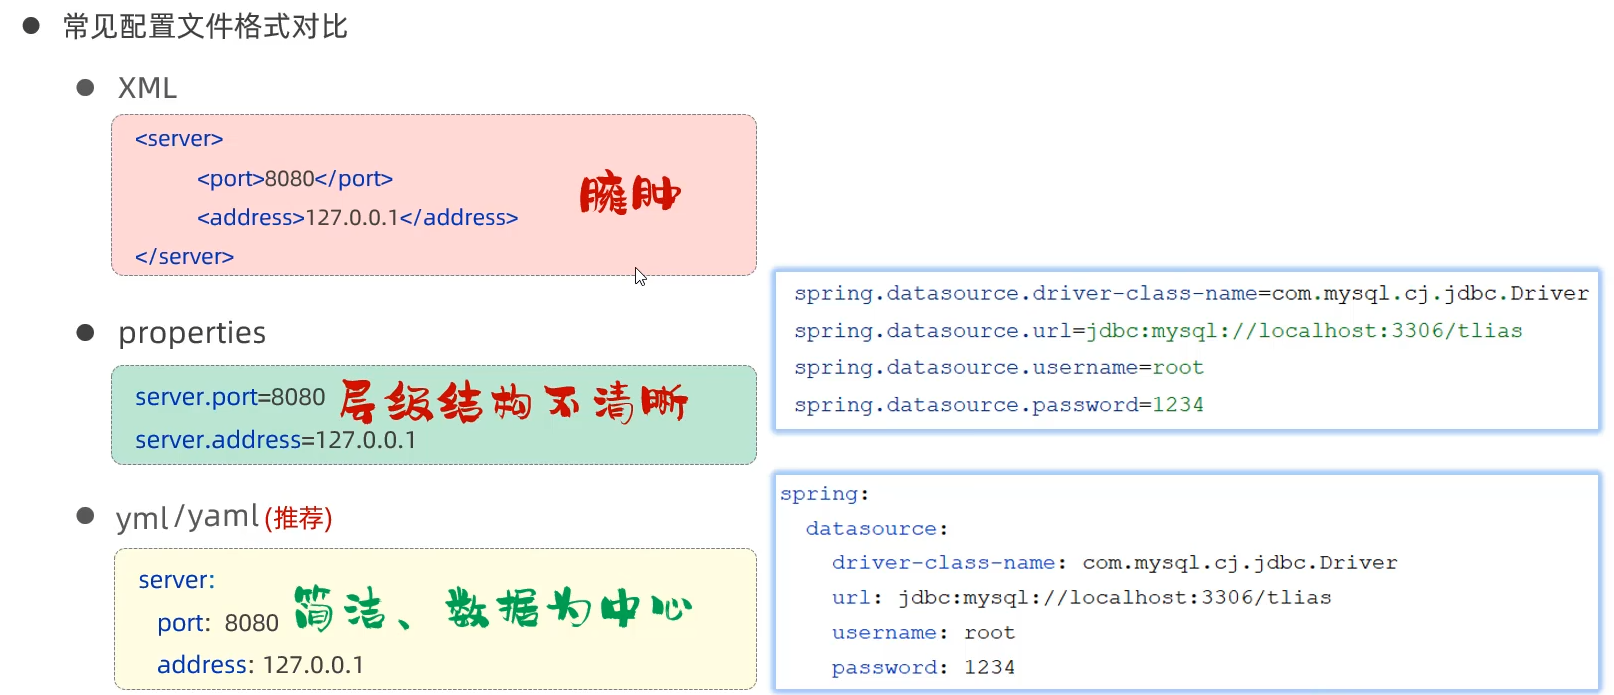 常见配置文件格式对比
XML
<server>
<port>8080</port>
<address>127.0.0.1</address>
</server>
臃肿
properties
server.port=8080
server.address=127.0.0.1
层级结构不清晰
spring.datasource.driver-class-name=com.mysql.cj.jdbc.Driver
spring.datasource.url=jdbc:mysql://localhost:3306/tlias
spring.datasource.username=root
spring.datasource.password=1234
yml/yaml(推荐)
server:
port: 8080
address: 127.0.0.1
简洁、数据为中心
spring:
datasource:
driver-class-name: com.mysql.cj.jdbc.Driver
url: jdbc:mysql://localhost:3306/tlias
username: root
password: 1234